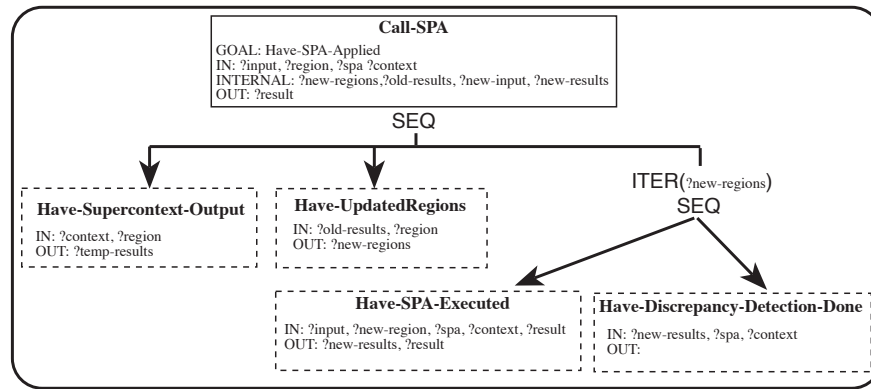 Call-SPA
GOAL: Have-SPA-Applied
IN: ?input, ?region, ?spa ?context
INTERNAL: ?new-regions,?old-results, ?new-input, ?new-results
OUT: ?result
SEQ
ITER(?new-regions)
SEQ
Have-Supercontext-Output
IN: ?context, ?region
OUT: ?temp-results
Have-UpdatedRegions
IN: ?old-results, ?region
OUT: ?new-regions
Have-SPA-Executed
IN: ?input, ?new-region, ?spa, ?context, ?result
OUT: ?new-results, ?result
Have-Discrepancy-Detection-Done
IN: ?new-results, ?spa, ?context
OUT: